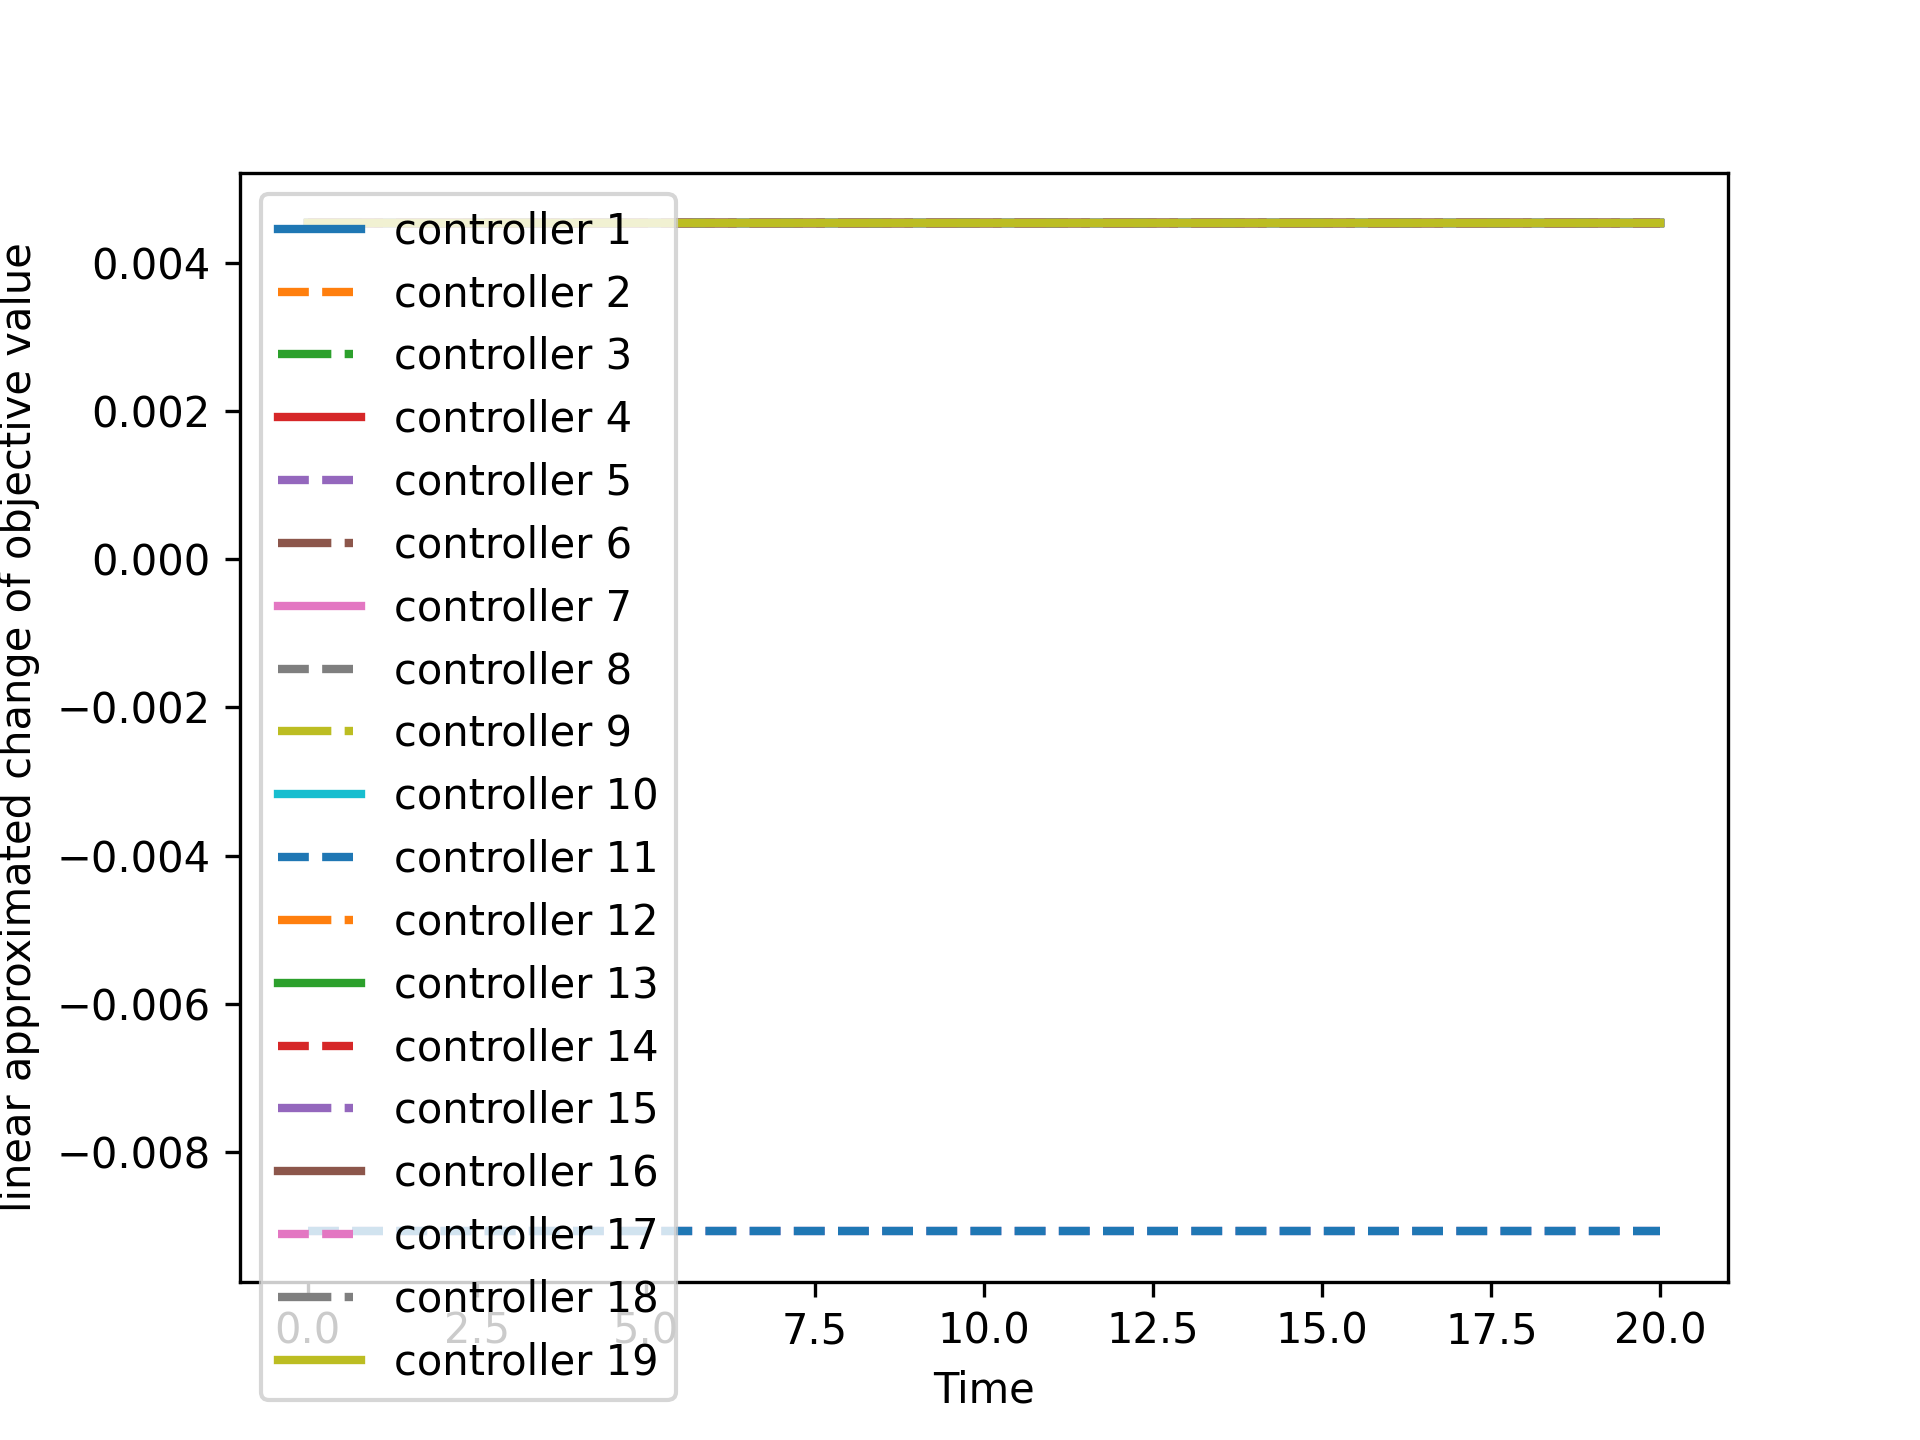 linear approximated change of objective value
0.004
0.002
0.000
−0.002
−0.004
−0.006
−0.008
controller 1
controller 2
controller 3
controller 4
controller 5
controller 6
controller 7
controller 8
controller 9
controller 10
controller 11
controller 12
controller 13
controller 14
controller 15
controller 16
controller 17
controller 18
controller 19
0.0 2.5 5.0 7.5 10.0 12.5 15.0 17.5 20.0
Time